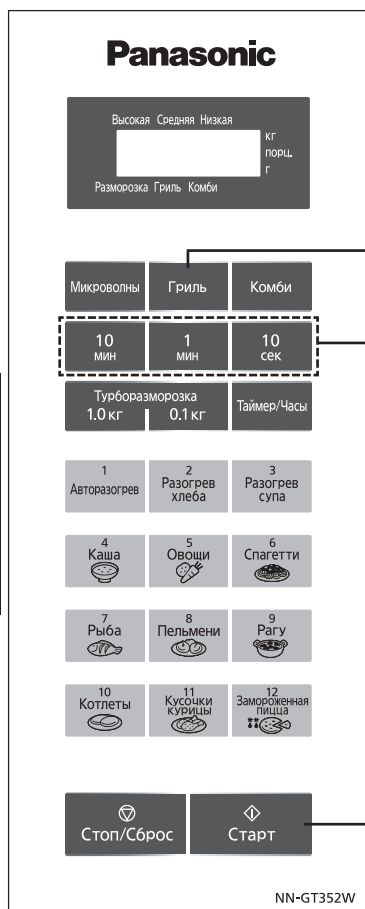 Panasonic
Высокая Средняя Низкая
кг
порц.
г
Разморозка Гриль Комби
Микроволны Гриль Комби
10 1 10
мин мин сек
Турборазморозка
1.0 кг 0.1 кг Таймер/Часы
1 2 3
Авторазогрев Разогрев Разогрев
хлеба супа
4 5 6
Каша Овощи Спагетти
7 8 9
Рыба Пельмени Рагу
10 11 12
Котлеты Кусочки Замороженная
курицы пицца
Стоп/Сброс Старт
NN-GT352W